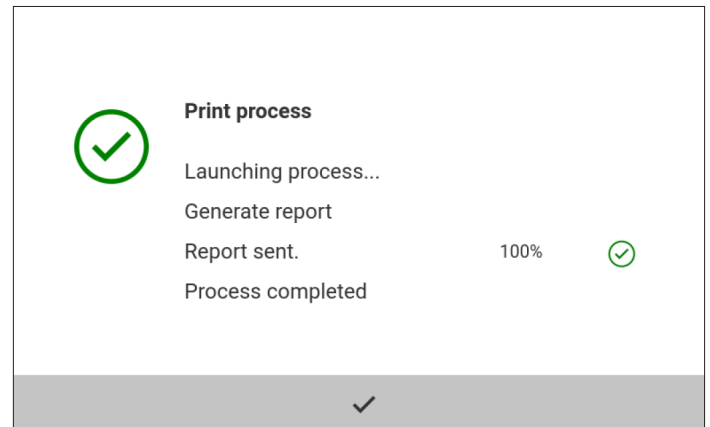 Print process
Launching process...
Generate report
Report sent. 100%
Process completed